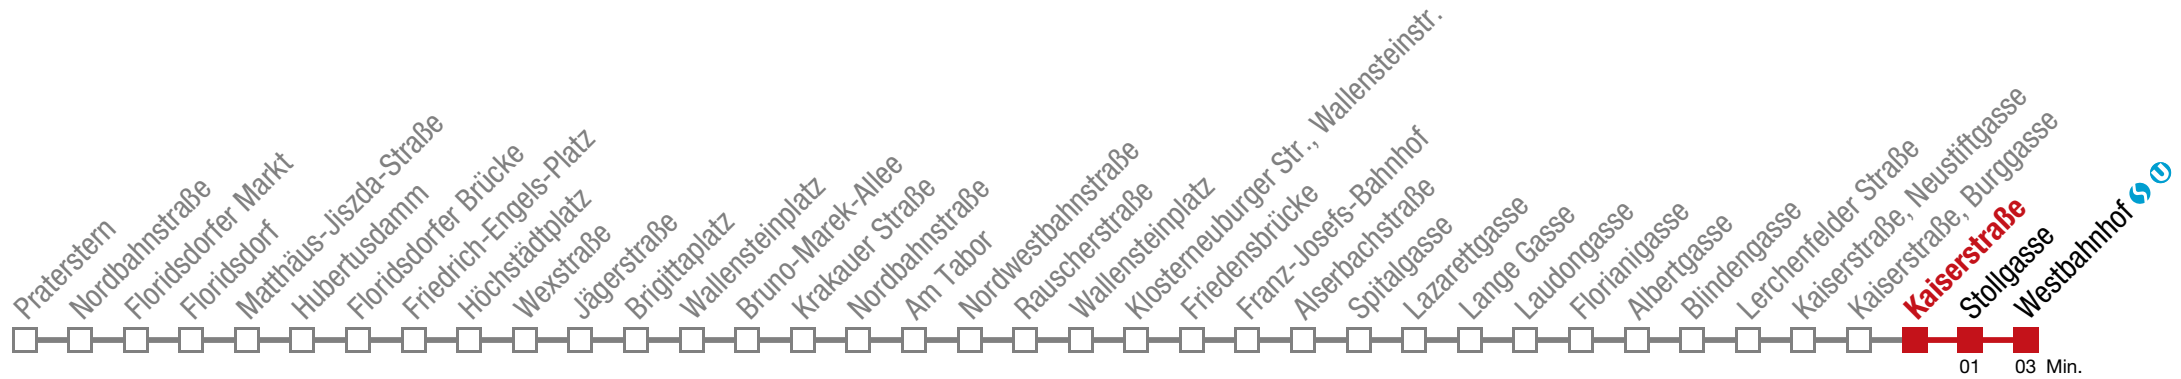 Praterstern
Nordbahnstraße
Floridsdorfer Markt
Floridsdorf
Matthäus-Jiszda-Straße
Hubertusdamm
Floridsdorfer Brücke
Friedrich-Engels-Platz
Höchstädtplatz
Wexstraße
Jägerstraße
Brigittaplatz
Wallensteinplatz
Bruno-Marek-Allee
Krakauer Straße
Nordbahnstraße
Am Tabor
Nordwestbahnstraße
Rauscherstraße
Wallensteinplatz
Klosterneuburger Str., Wallensteinstr.
Friedensbrücke
Franz-Josefs-Bahnhof
Alserbachstraße
Spitalgasse
Lazarettgasse
Lange Gasse
Laudongasse
Florianigasse
Albertgasse
Blindengasse
Lerchenfelder Straße
Kaiserstraße, Neustiftgasse
Kaiserstraße, Burggasse
Kaiserstraße
Stollgasse
Westbahnhof S U
01 03 Min.